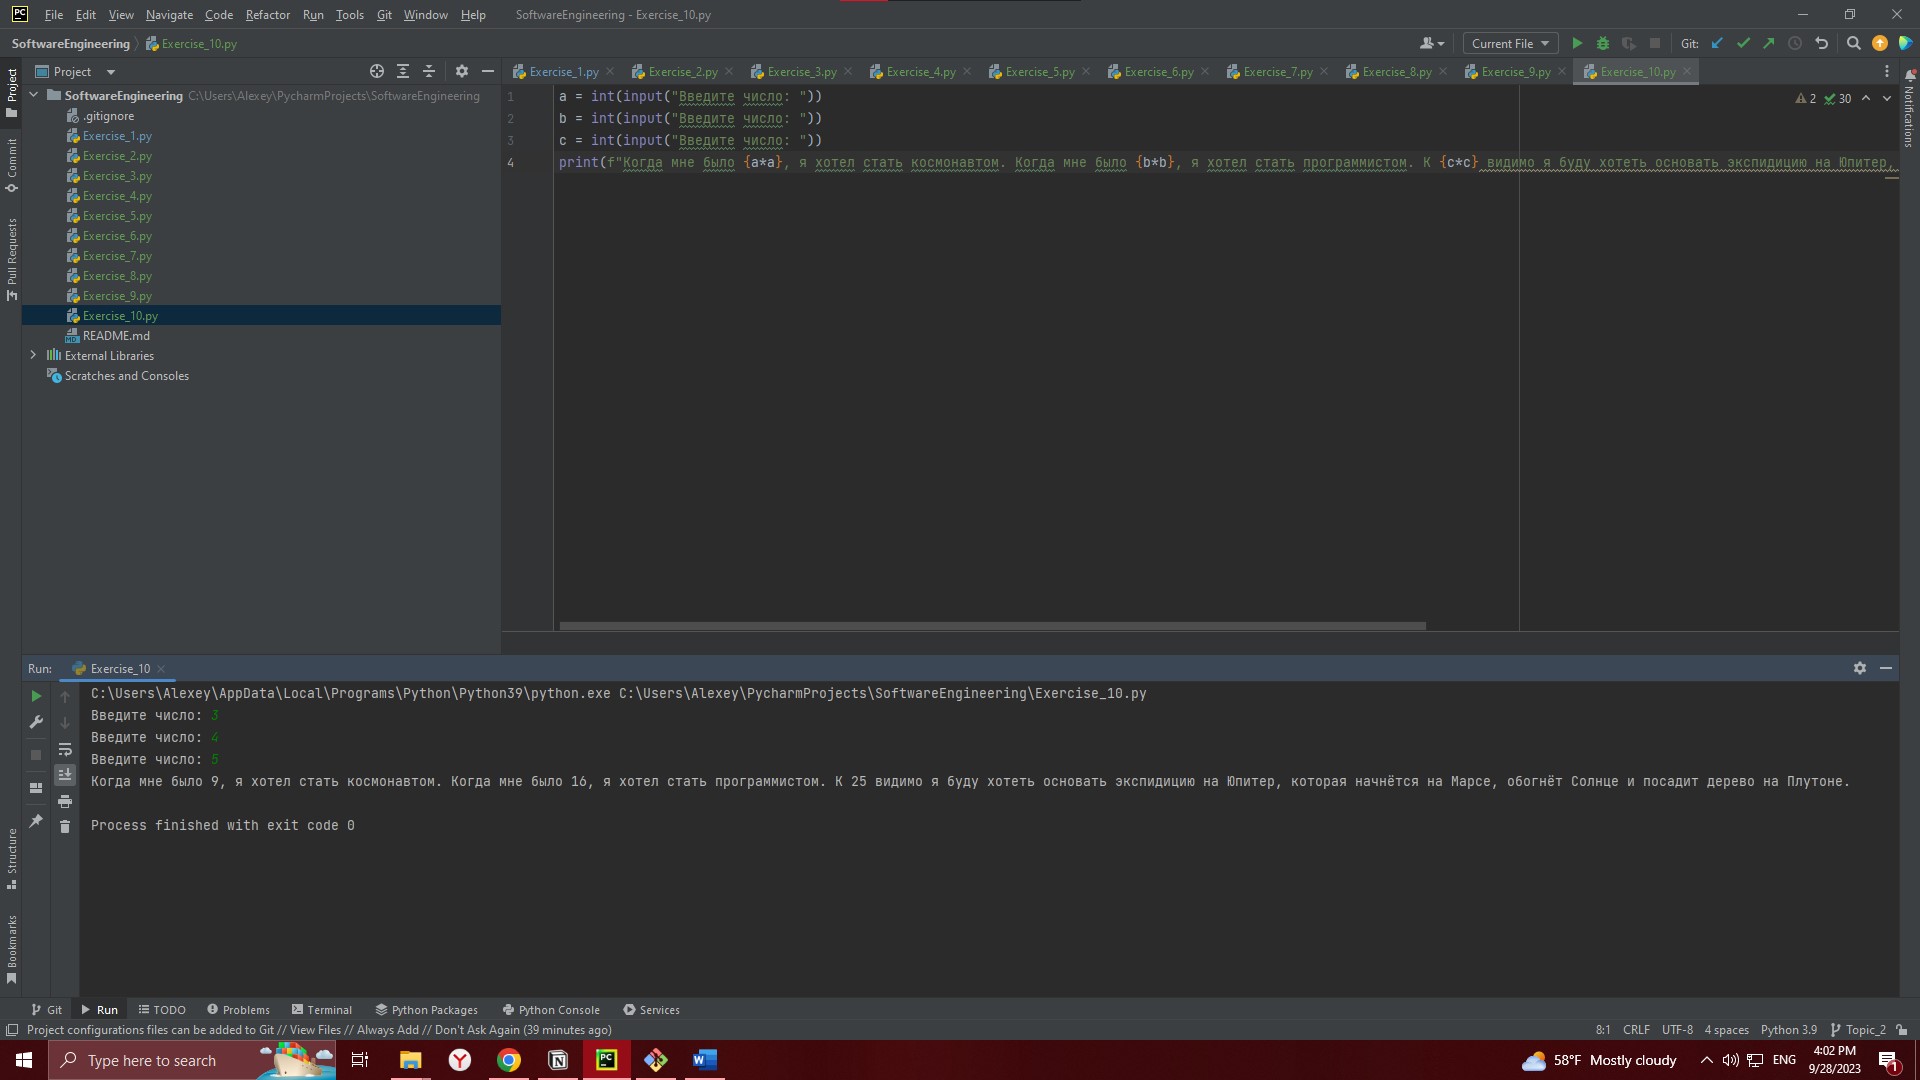 File Edit View Navigate Code Refactor Run Tools Git Window Help SoftwareEngineering - Exercise_10.py
SoftwareEngineering Exercise_10.py Current File Git:
Project
Exercise_1.py Exercise_2.py Exercise_3.py Exercise_4.py Exercise_5.py Exercise_6.py Exercise_7.py Exercise_8.py Exercise_9.py Exercise_10.py
SoftwareEngineering C:\Users\Alexey\PycharmProjects\SoftwareEngineering
.gitignore
Exercise_1.py
Exercise_2.py
Exercise_3.py
Exercise_4.py
Exercise_5.py
Exercise_6.py
Exercise_7.py
Exercise_8.py
Exercise_9.py
Exercise_10.py
README.md
External Libraries
Scratches and Consoles
Project
Commit
Pull Requests
Structure
Bookmarks
Notifications
2 30
1 a = int(input("Введите число: "))
2 b = int(input("Введите число: "))
3 c = int(input("Введите число: "))
4 print(f"Когда мне было {a*a}, я хотел стать космонавтом. Когда мне было {b*b}, я хотел стать программистом. К {c*c} видимо я буду хотеть основать экспидицию на Юпитер,
Run: Exercise_10
C:\Users\Alexey\AppData\Local\Programs\Python\Python39\python.exe C:\Users\Alexey\PycharmProjects\SoftwareEngineering\Exercise_10.py
Введите число: 3
Введите число: 4
Введите число: 5
Когда мне было 9, я хотел стать космонавтом. Когда мне было 16, я хотел стать программистом. К 25 видимо я буду хотеть основать экспидицию на Юпитер, которая начнётся на Марсе, обогнёт Солнце и посадит дерево на Плутоне.
Process finished with exit code 0
Git Run TODO Problems Terminal Python Packages Python Console Services
Project configurations files can be added to Git // View Files // Always Add // Don't Ask Again (39 minutes ago) 8:1 CRLF UTF-8 4 spaces Python 3.9 Topic_2
Type here to search 58°F Mostly cloudy ENG 4:02 PM
9/28/2023 1